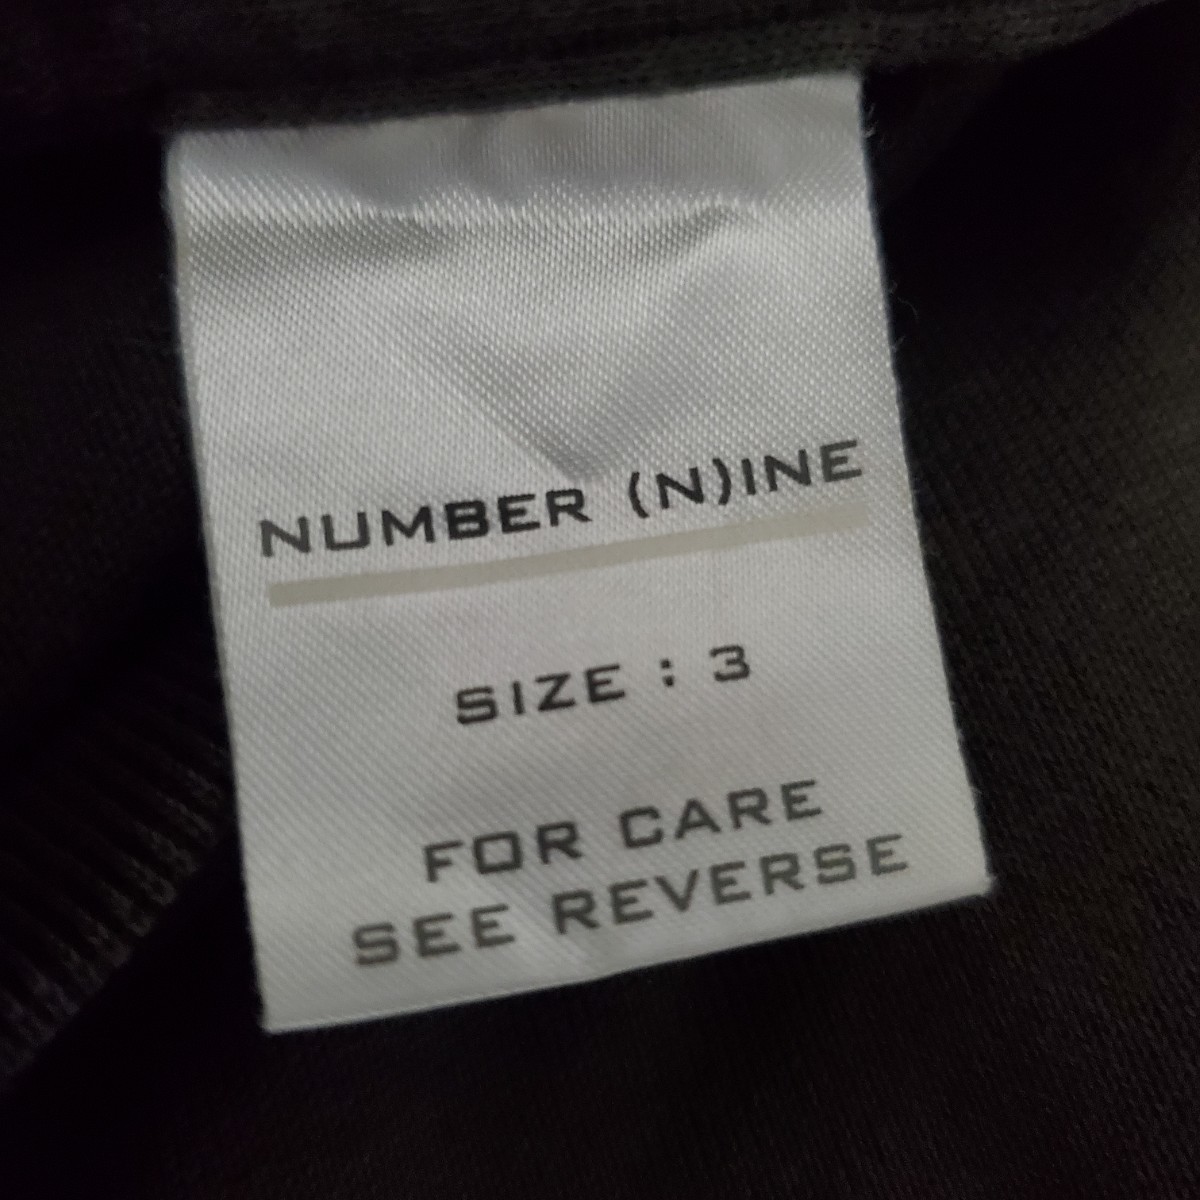 NUMBER (N)INE
SIZE : 3
FOR CARE
SEE REVERSE